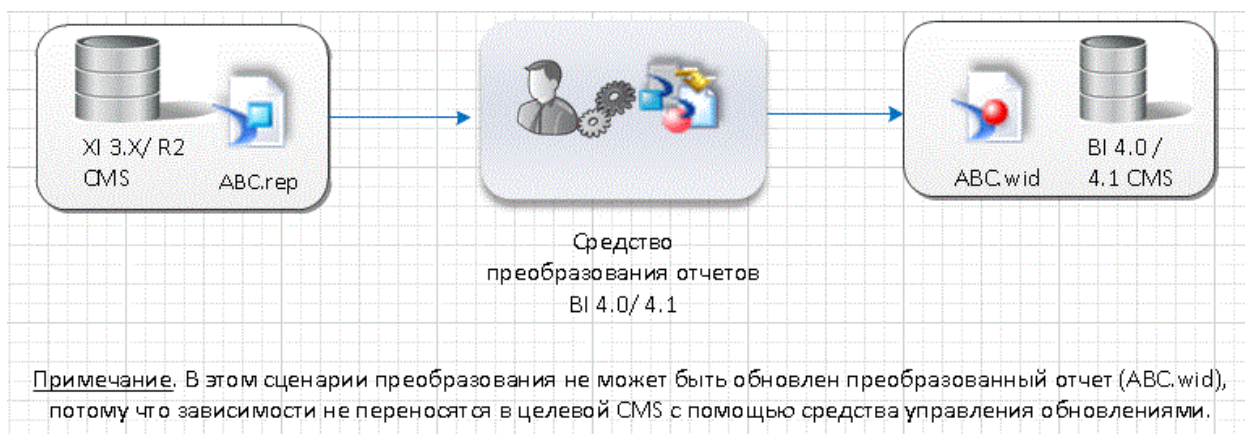 XI 3.X/ R2
CMS
ABC.rep
ABC.wid
BI 4.0 /
4.1 CMS
Средство
преобразования отчетов
BI 4.0/ 4.1
Примечание. В этом сценарии преобразования не может быть обновлен преобразованный отчет (ABC.wid),
потому что зависимости не переносятся в целевой CMS с помощью средства управления обновлениями.